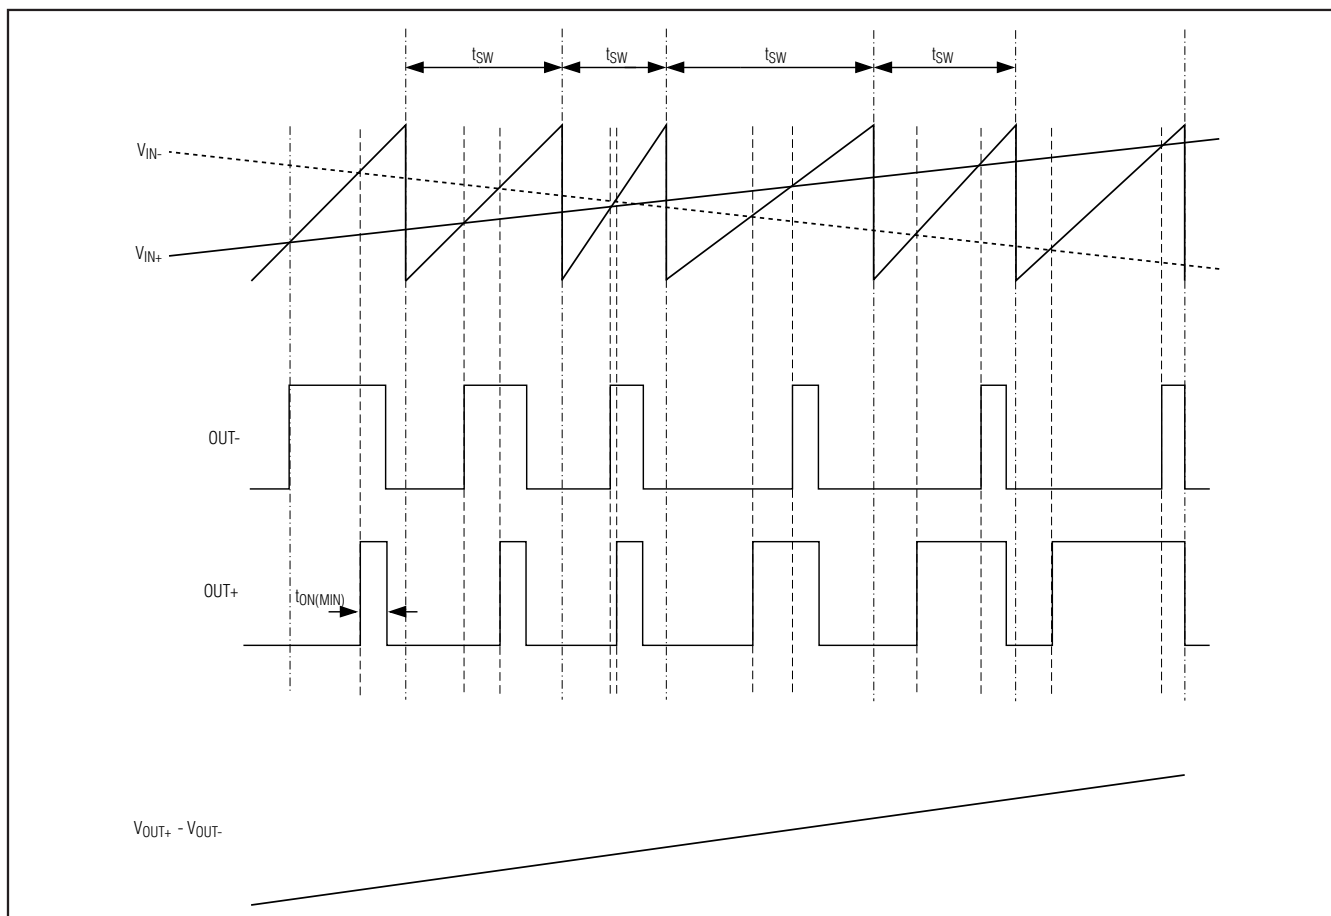 tSW tSW tSW tSW
VIN-
VIN+
OUT-
OUT+
tON(MIN)
VOUT+ - VOUT-